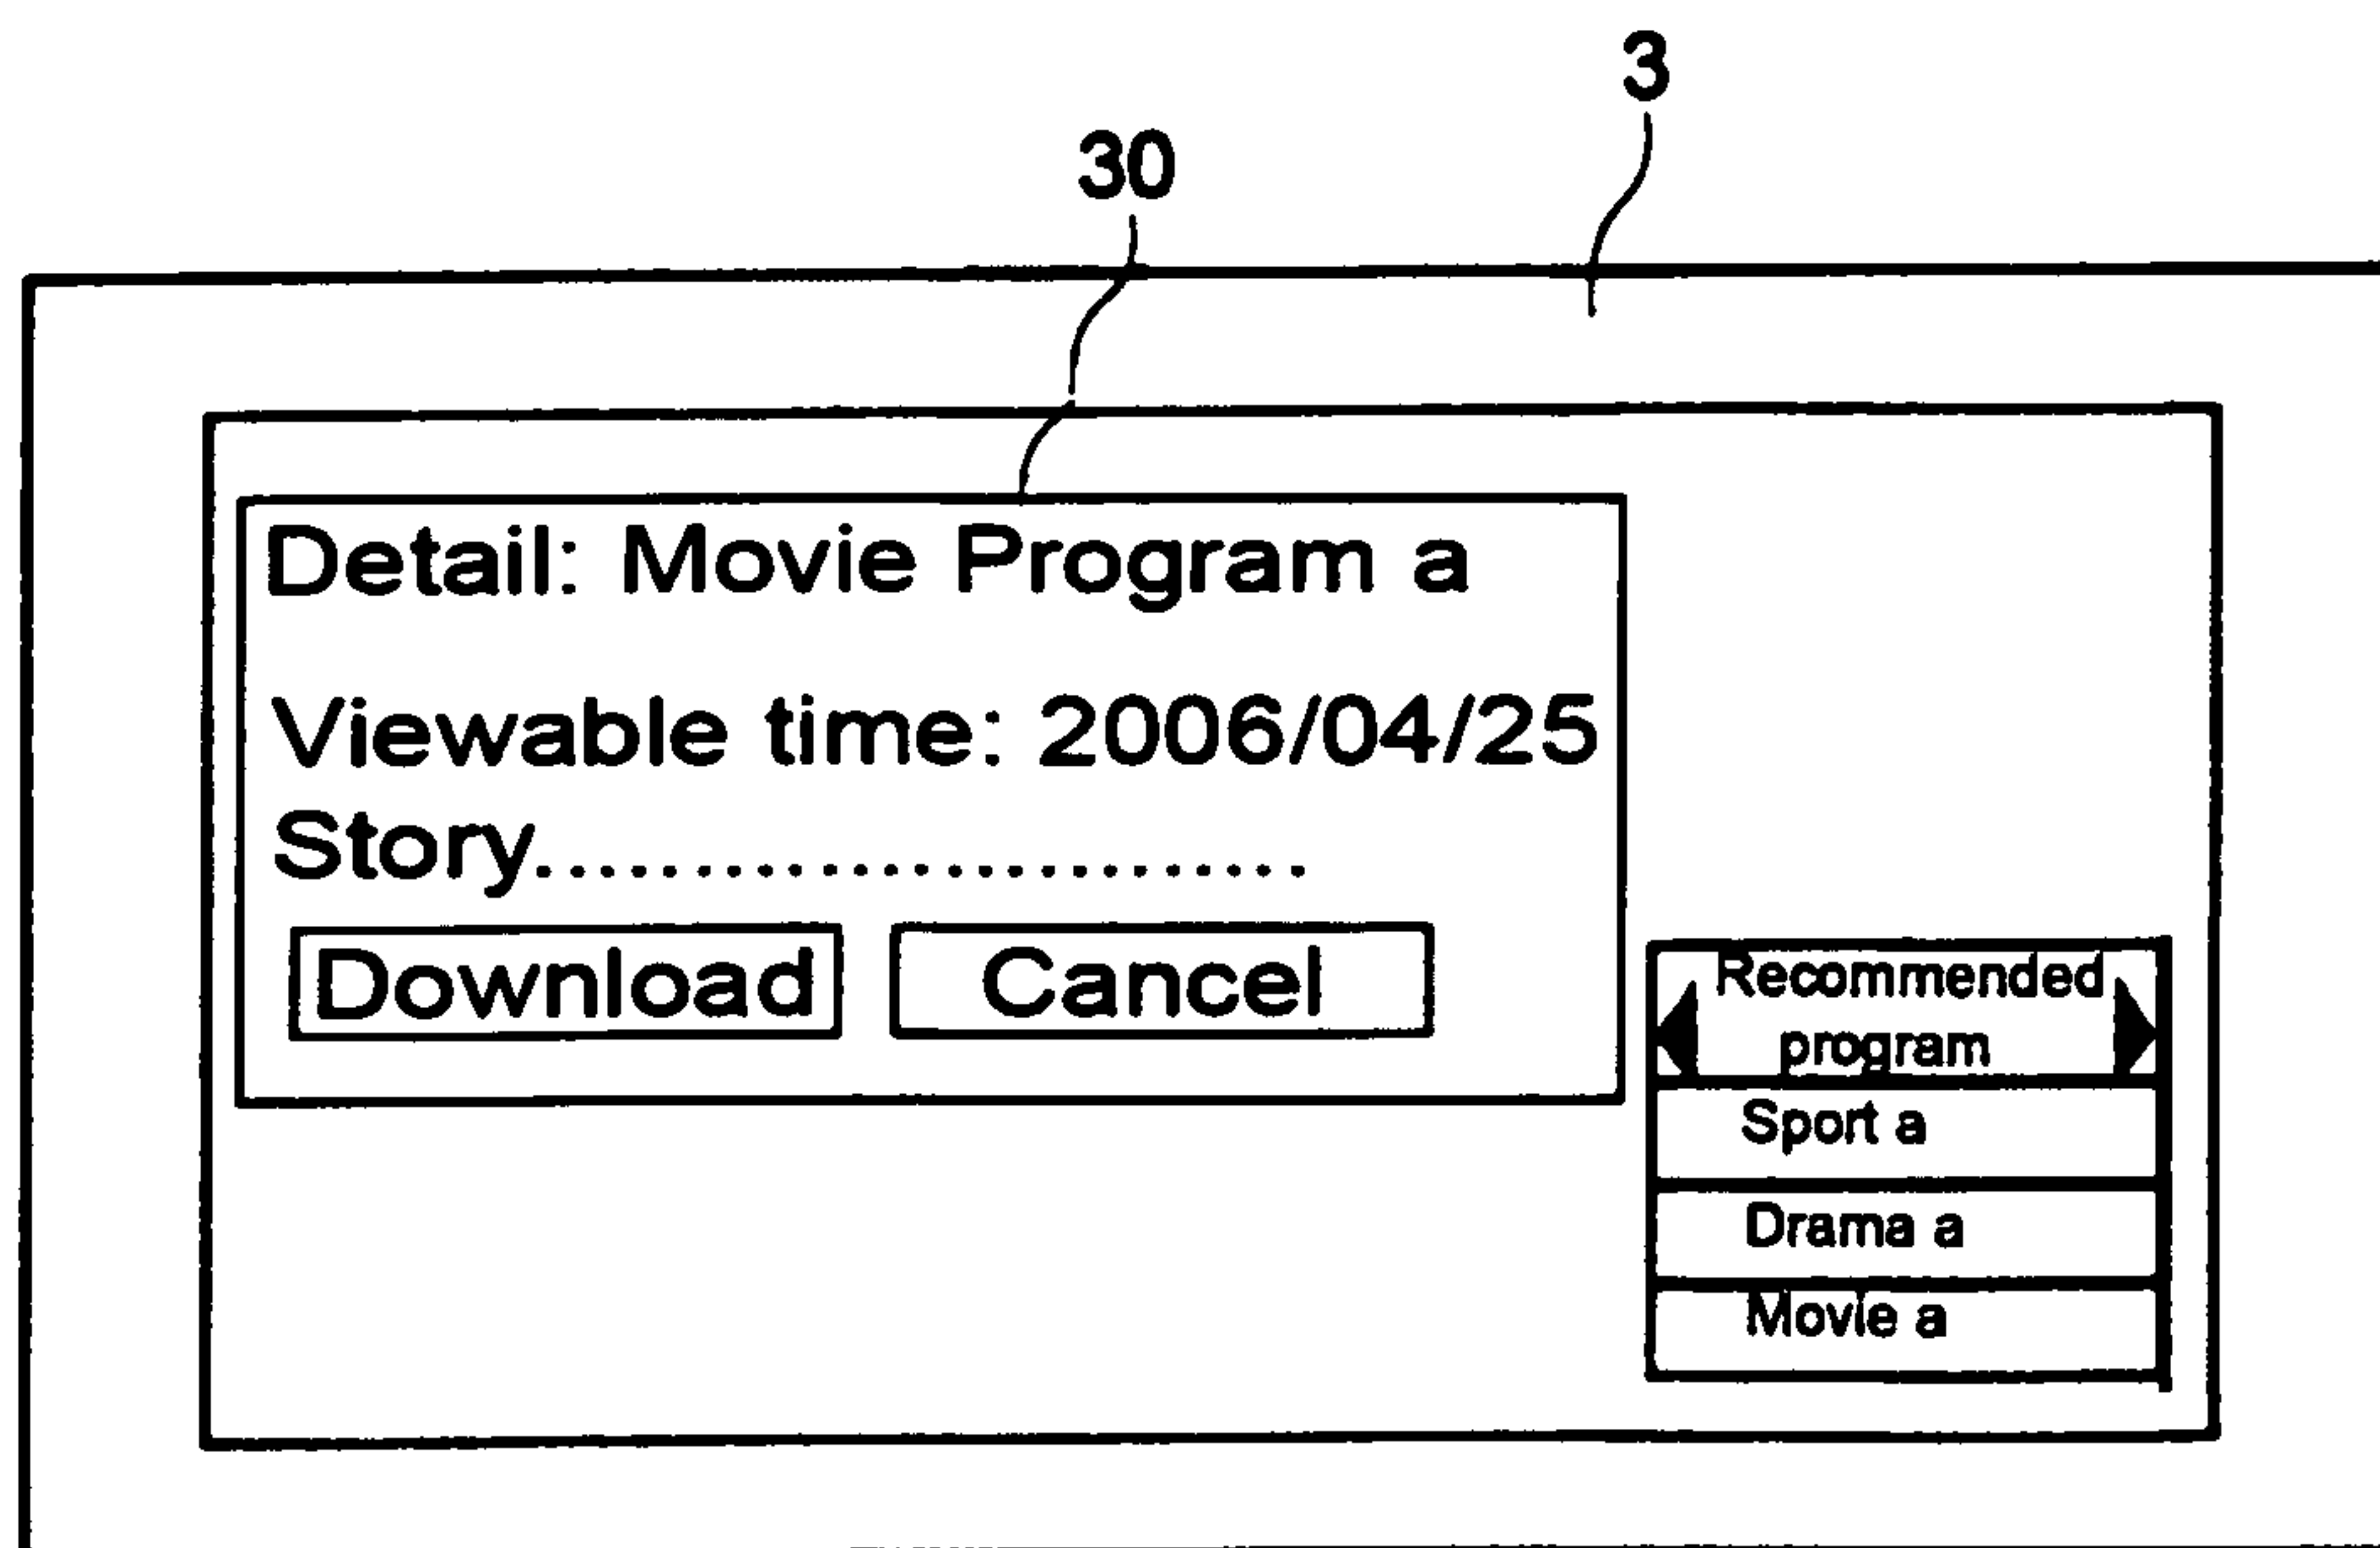 3
30
Detail: Movie Program a
Viewable time: 2006/04/25
Story.........................
Download
Cancel
Recommended
program
Sport a
Drama a
Movie a